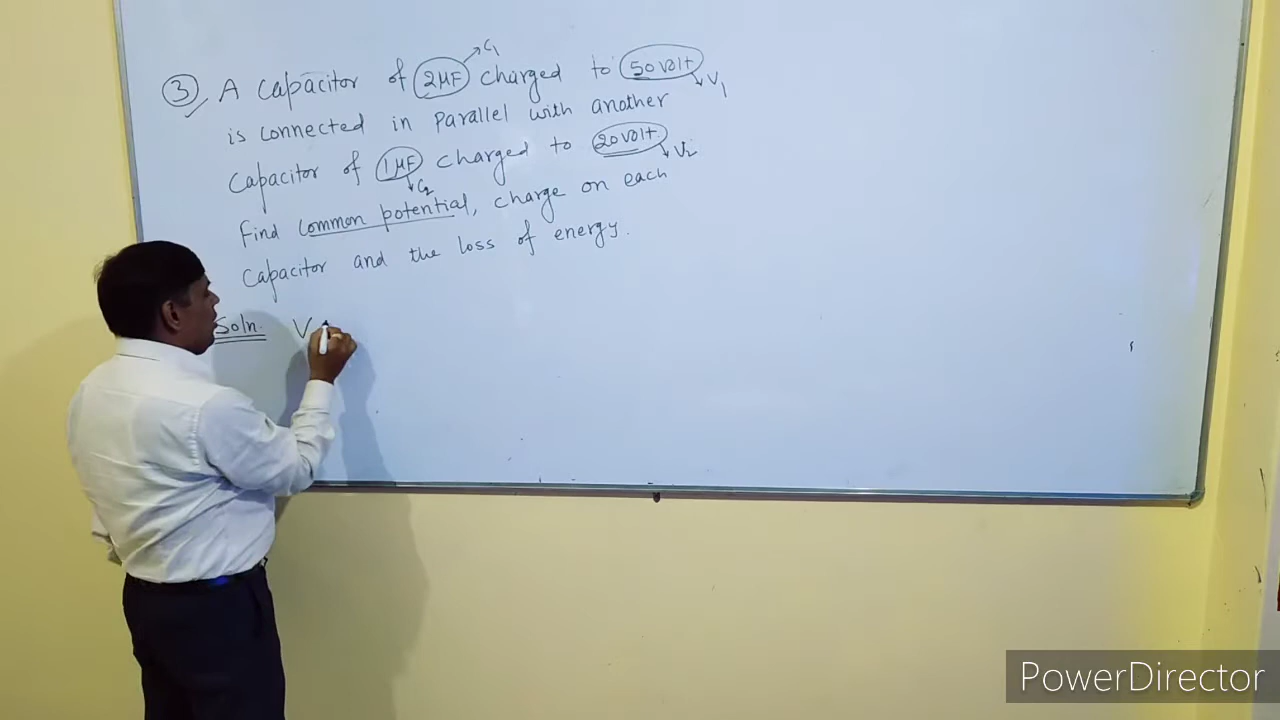 ③ A capacitor of 2μF charged to 50 volt
C1
V1
is connected in parallel with another
capacitor of 1μF charged to 20 volt.
C2
V2
Find common potential, charge on each
capacitor and the loss of energy.
Soln. V
PowerDirector